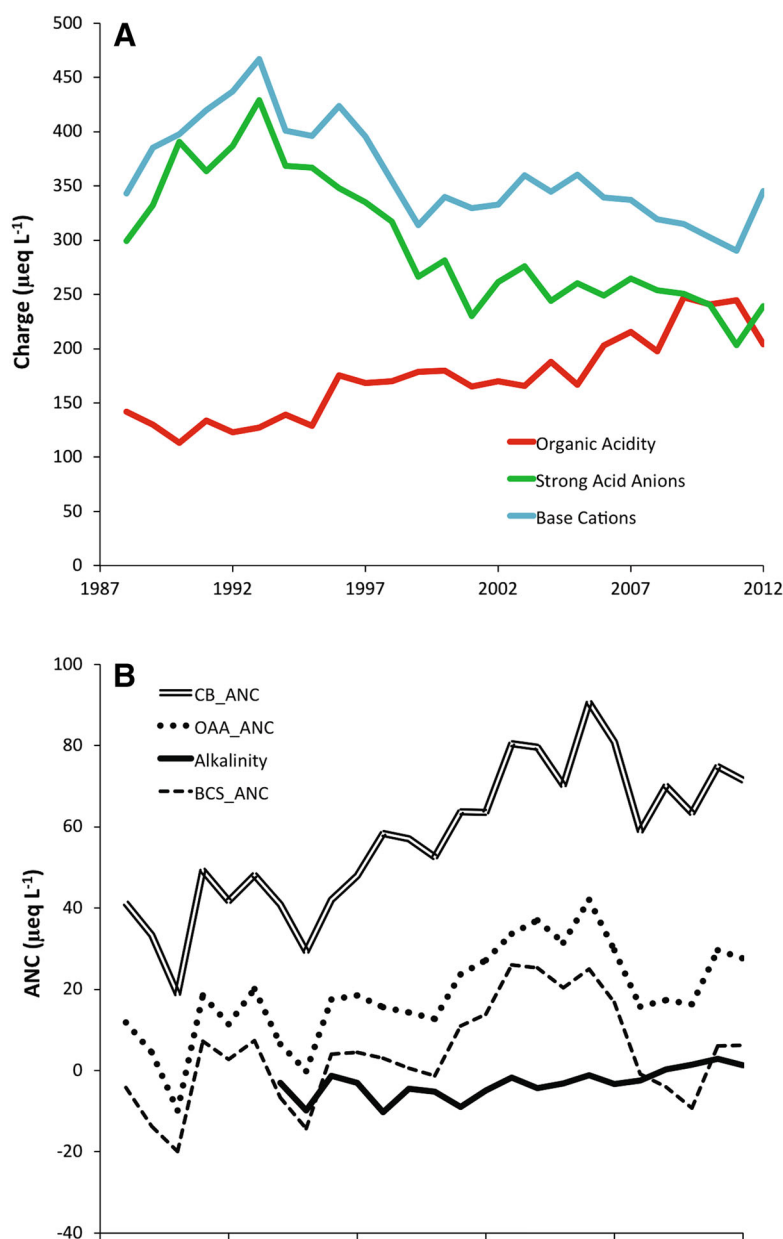 A
500
450
400
350
300
250
200
150
100
50
0
Charge (µeq L⁻¹)
Organic Acidity
Strong Acid Anions
Base Cations
1987 1992 1997 2002 2007 2012
B
100
80
60
40
20
0
-20
-40
ANC (µeq L⁻¹)
CB_ANC
OAA_ANC
Alkalinity
BCS_ANC